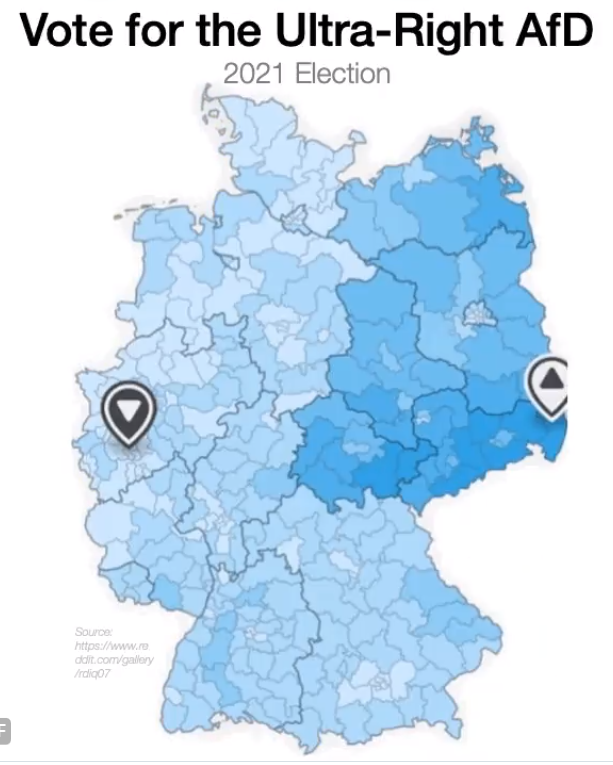 Vote for the Ultra-Right AfD
2021 Election
Source:
https://www.re
ddit.com/gallery
/rdiq07
F